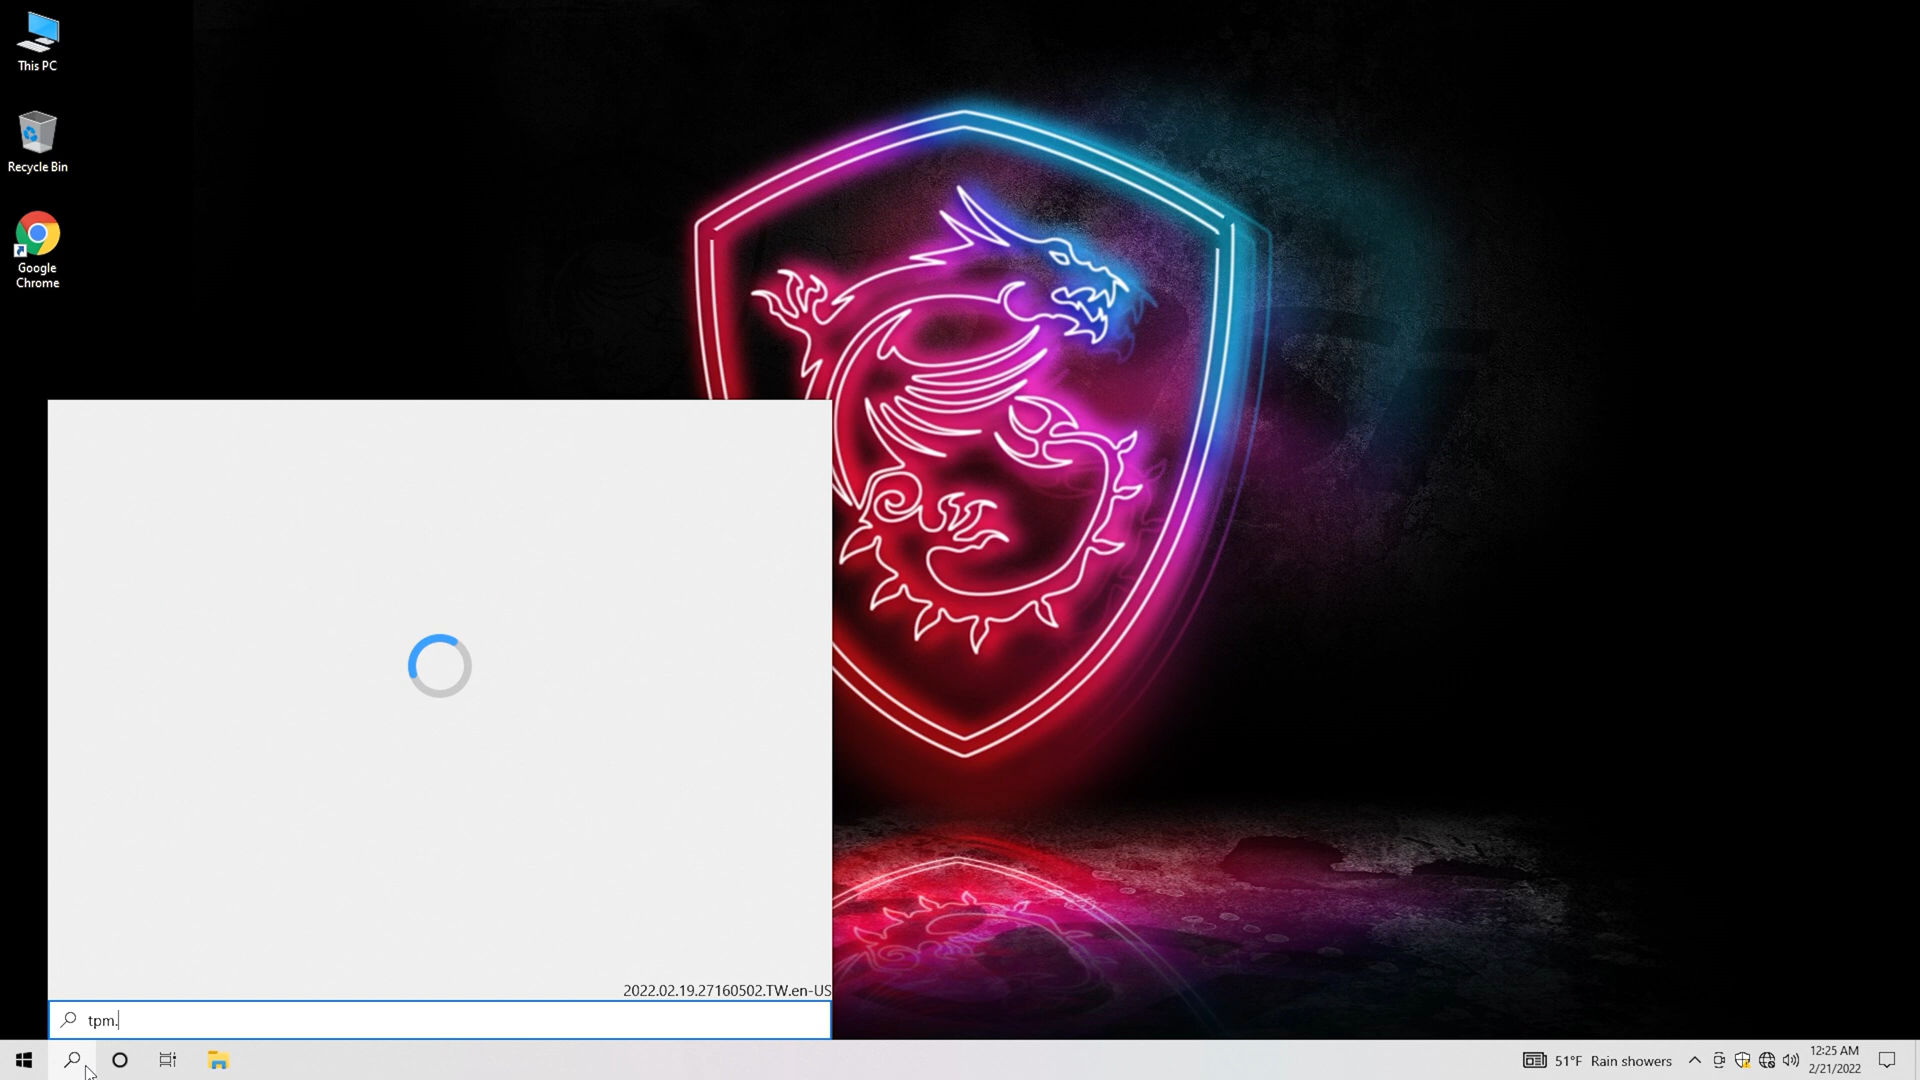 This PC
Recycle Bin
Google
Chrome
2022.02.19.27160502.TW.en-US
tpm.
51°F Rain showers
12:25 AM
2/21/2022